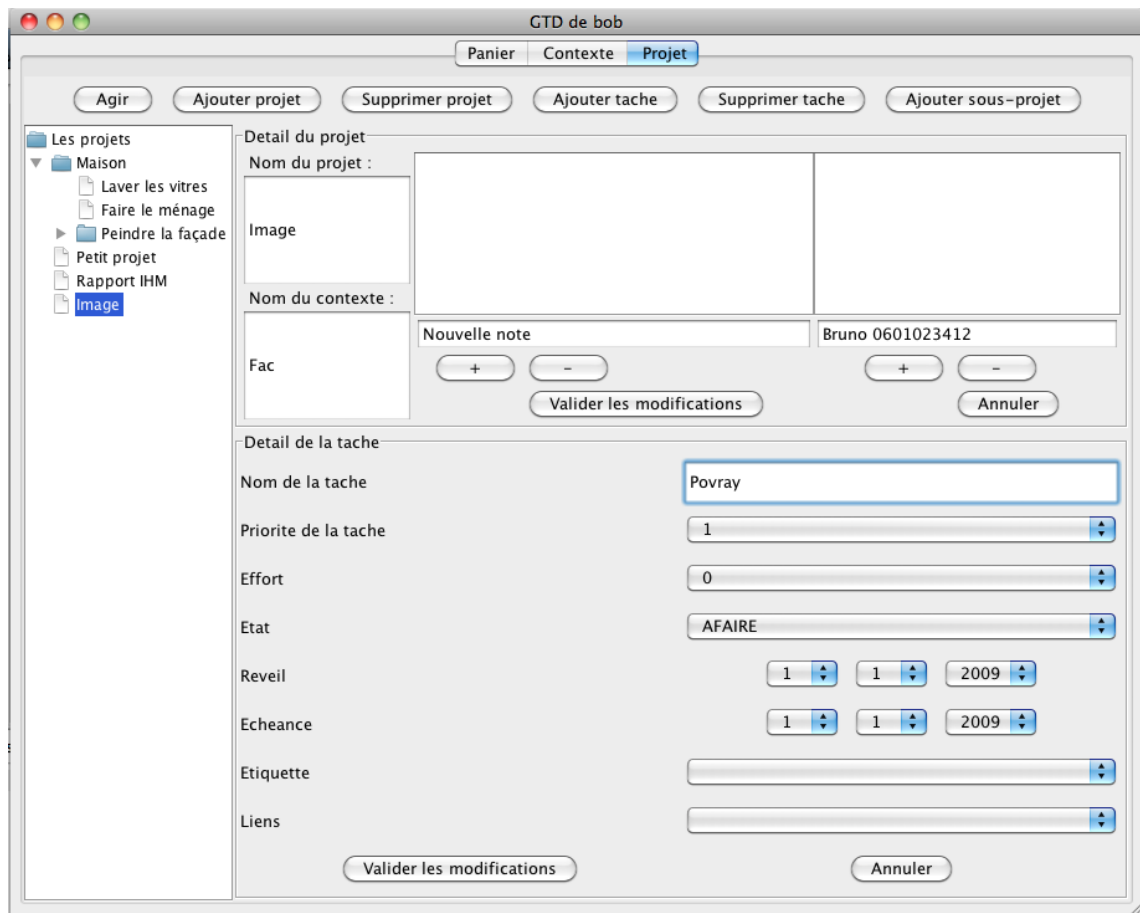 GTD de bob
Panier Contexte Projet
Agir Ajouter projet Supprimer projet Ajouter tache Supprimer tache Ajouter sous-projet
Les projets
Maison
Laver les vitres
Faire le ménage
Peindre la façade
Petit projet
Rapport IHM
Image
Detail du projet
Nom du projet :
Image
Nom du contexte :
Fac
Nouvelle note
+ -
Bruno 0601023412
+ -
Valider les modifications Annuler
Detail de la tache
Nom de la tache Povray
Priorite de la tache 1
Effort 0
Etat AFAIRE
Reveil 1 1 2009
Echeance 1 1 2009
Etiquette
Liens
Valider les modifications Annuler